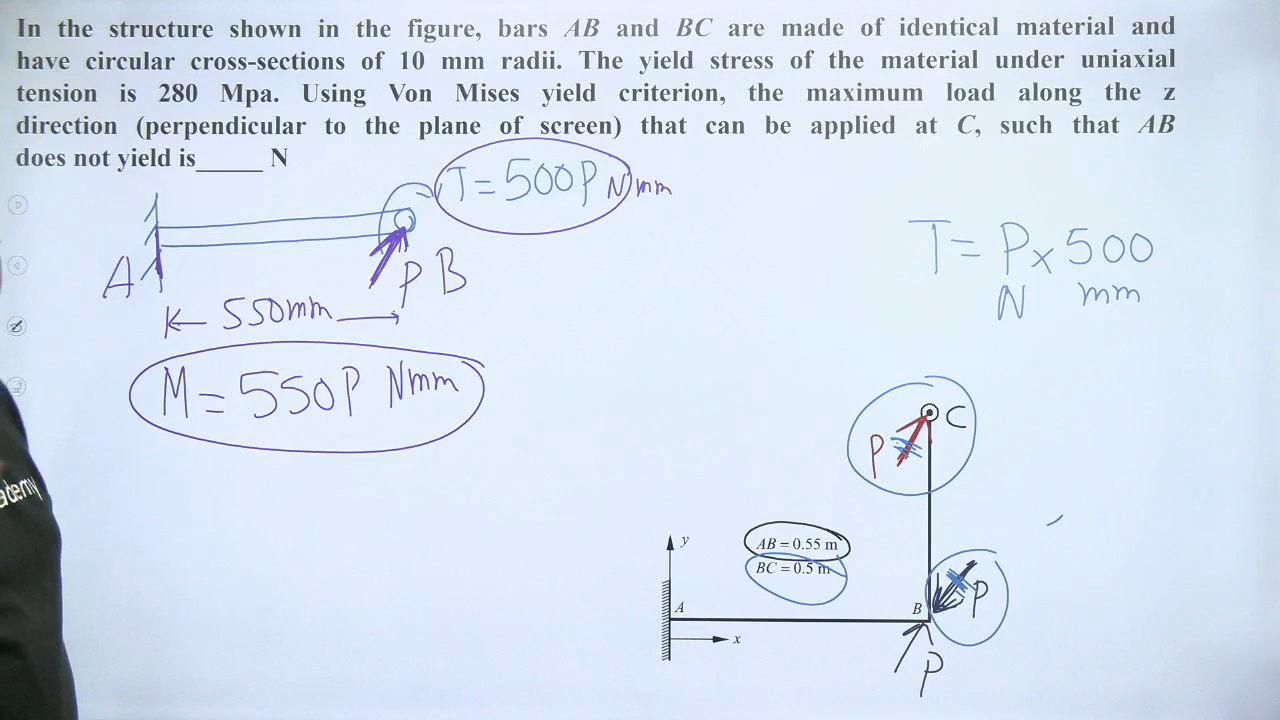 In the structure shown in the figure, bars AB and BC are made of identical material and
have circular cross-sections of 10 mm radii. The yield stress of the material under uniaxial
tension is 280 Mpa. Using Von Mises yield criterion, the maximum load along the z
direction (perpendicular to the plane of screen) that can be applied at C, such that AB
does not yield is_____ N
T = 500P Nmm
A
P B
550mm
M = 550P Nmm
T = P x 500
N mm
C
P
AB = 0.55 m
BC = 0.5 m
y
A
B
P
x
P
ademy